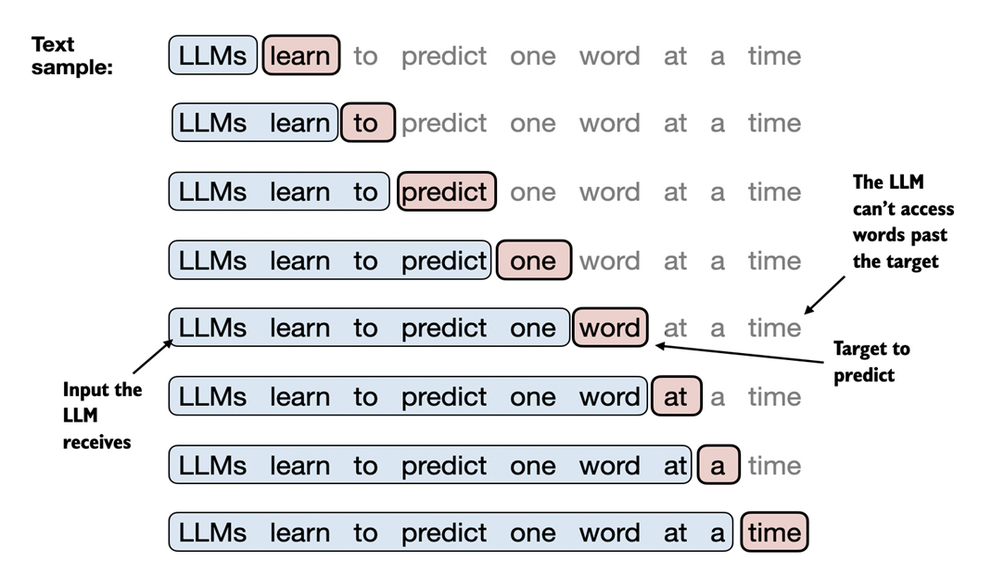 Text
sample:
LLMs learn to predict one word at a time
LLMs learn to predict one word at a time
LLMs learn to predict one word at a time
The LLM
can't access
words past
the target
LLMs learn to predict one word at a time
LLMs learn to predict one word at a time
Target to
predict
Input the
LLM
receives
LLMs learn to predict one word at a time
LLMs learn to predict one word at a time
LLMs learn to predict one word at a time